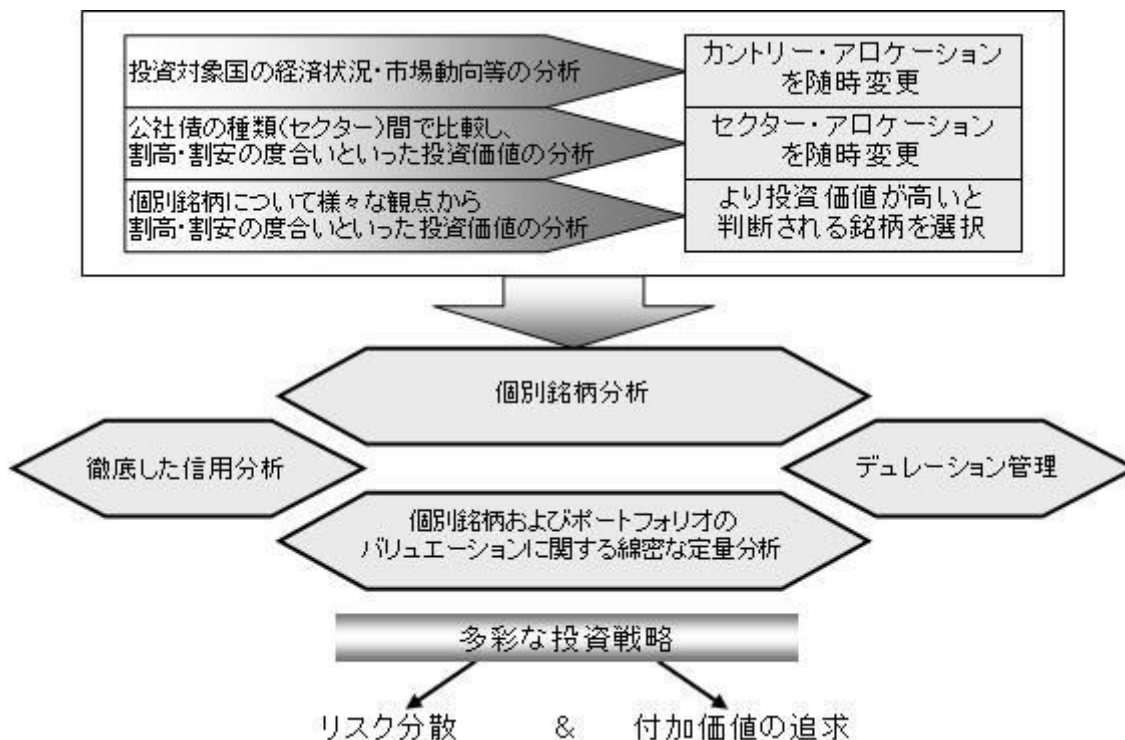 投資対象国の経済状況・市場動向等の分析
カントリー・アロケーション
を随時変更
公社債の種類(セクター)間で比較し、
割高・割安の度合いといった投資価値の分析
セクター・アロケーション
を随時変更
個別銘柄について様々な観点から
割高・割安の度合いといった投資価値の分析
より投資価値が高いと
判断される銘柄を選択
個別銘柄分析
徹底した信用分析
デュレーション管理
個別銘柄およびポートフォリオの
バリュエーションに関する綿密な定量分析
多彩な投資戦略
リスク分散 & 付加価値の追求